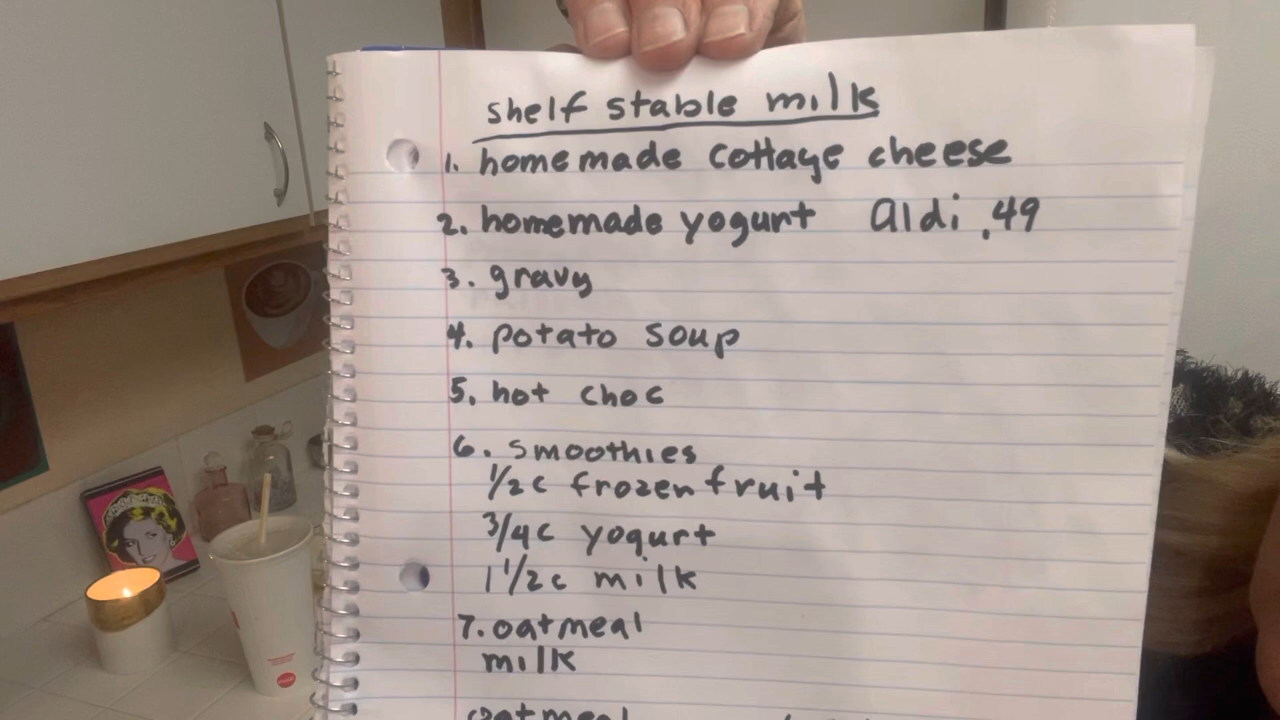 shelf stable milk
1. homemade cottage cheese
2. homemade yogurt aldi .49
3. gravy
4. potato soup
5. hot choc
6. smoothies
1/2c frozen fruit
3/4c yogurt
1 1/2c milk
7. oatmeal
milk
oatmeal